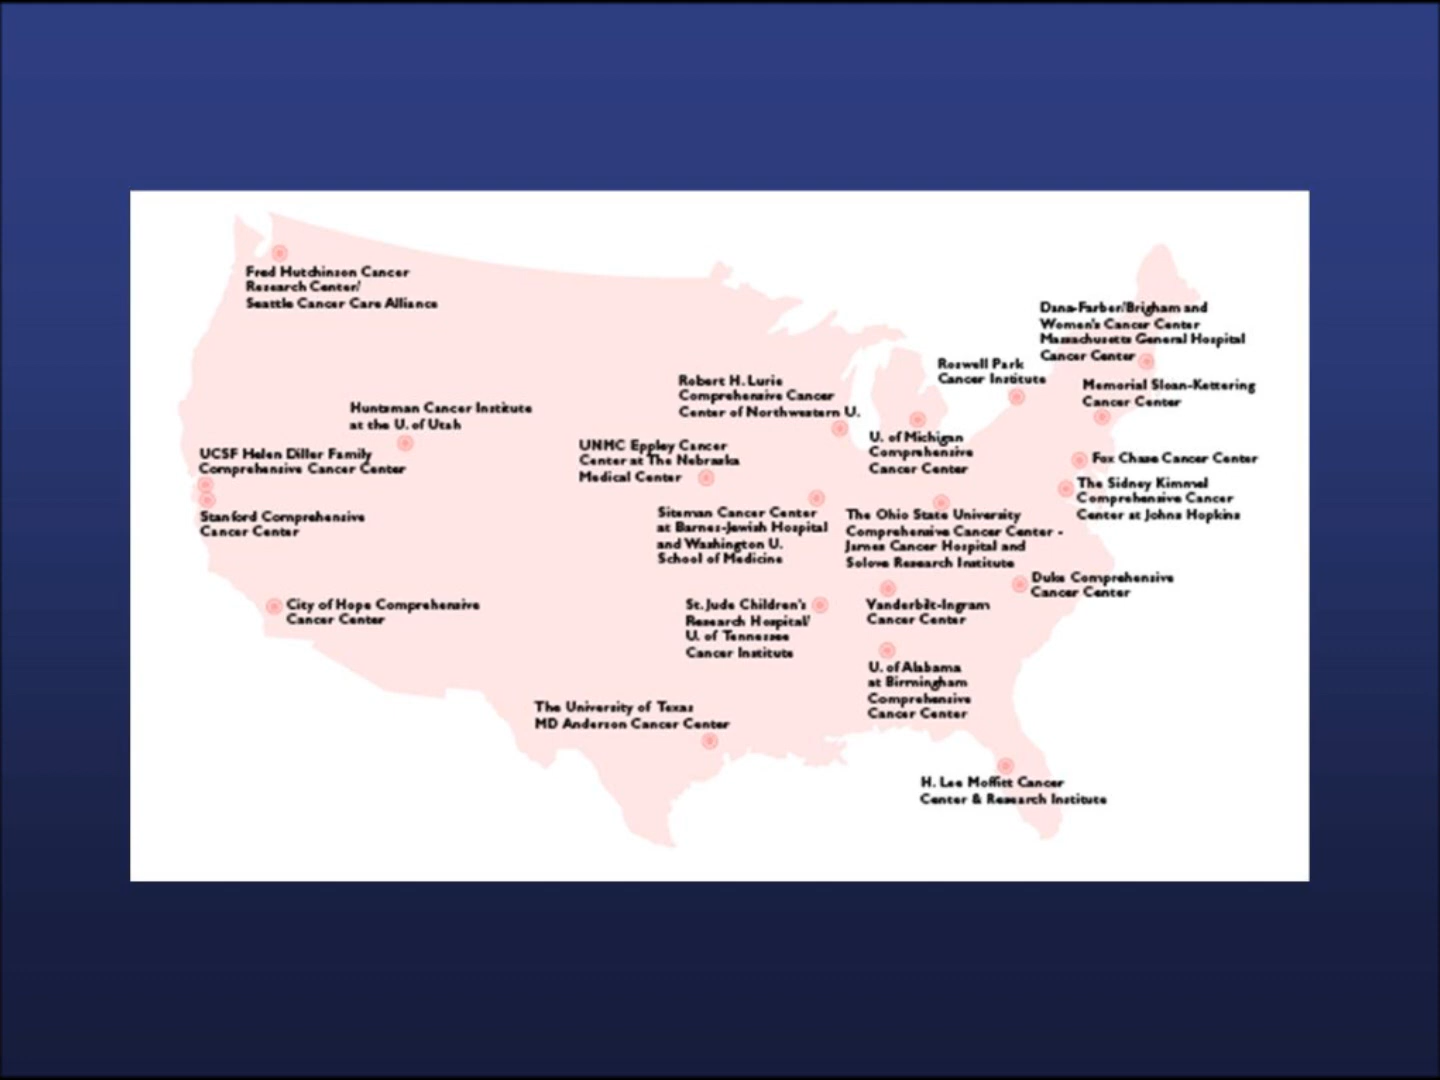 Fred Hutchinson Cancer
Research Center/
Seattle Cancer Care Alliance
Huntsman Cancer Institute
at the U. of Utah
UCSF Helen Diller Family
Comprehensive Cancer Center
Stanford Comprehensive
Cancer Center
City of Hope Comprehensive
Cancer Center
Robert H. Lurie
Comprehensive Cancer
Center of Northwestern U.
UNMC Eppley Cancer
Center at The Nebraska
Medical Center
Siteman Cancer Center
at Barnes-Jewish Hospital
and Washington U.
School of Medicine
St. Jude Children's
Research Hospital/
U. of Tennessee
Cancer Institute
The University of Texas
MD Anderson Cancer Center
Dana-Farber/Brigham and
Women's Cancer Center
Massachusetts General Hospital
Cancer Center
Roswell Park
Cancer Institute
Memorial Sloan-Kettering
Cancer Center
U. of Michigan
Comprehensive
Cancer Center
Fox Chase Cancer Center
The Sidney Kimmel
Comprehensive Cancer
Center at Johns Hopkins
The Ohio State University
Comprehensive Cancer Center -
James Cancer Hospital and
Solove Research Institute
Duke Comprehensive
Cancer Center
Vanderbilt-Ingram
Cancer Center
U. of Alabama
at Birmingham
Comprehensive
Cancer Center
H. Lee Moffitt Cancer
Center & Research Institute